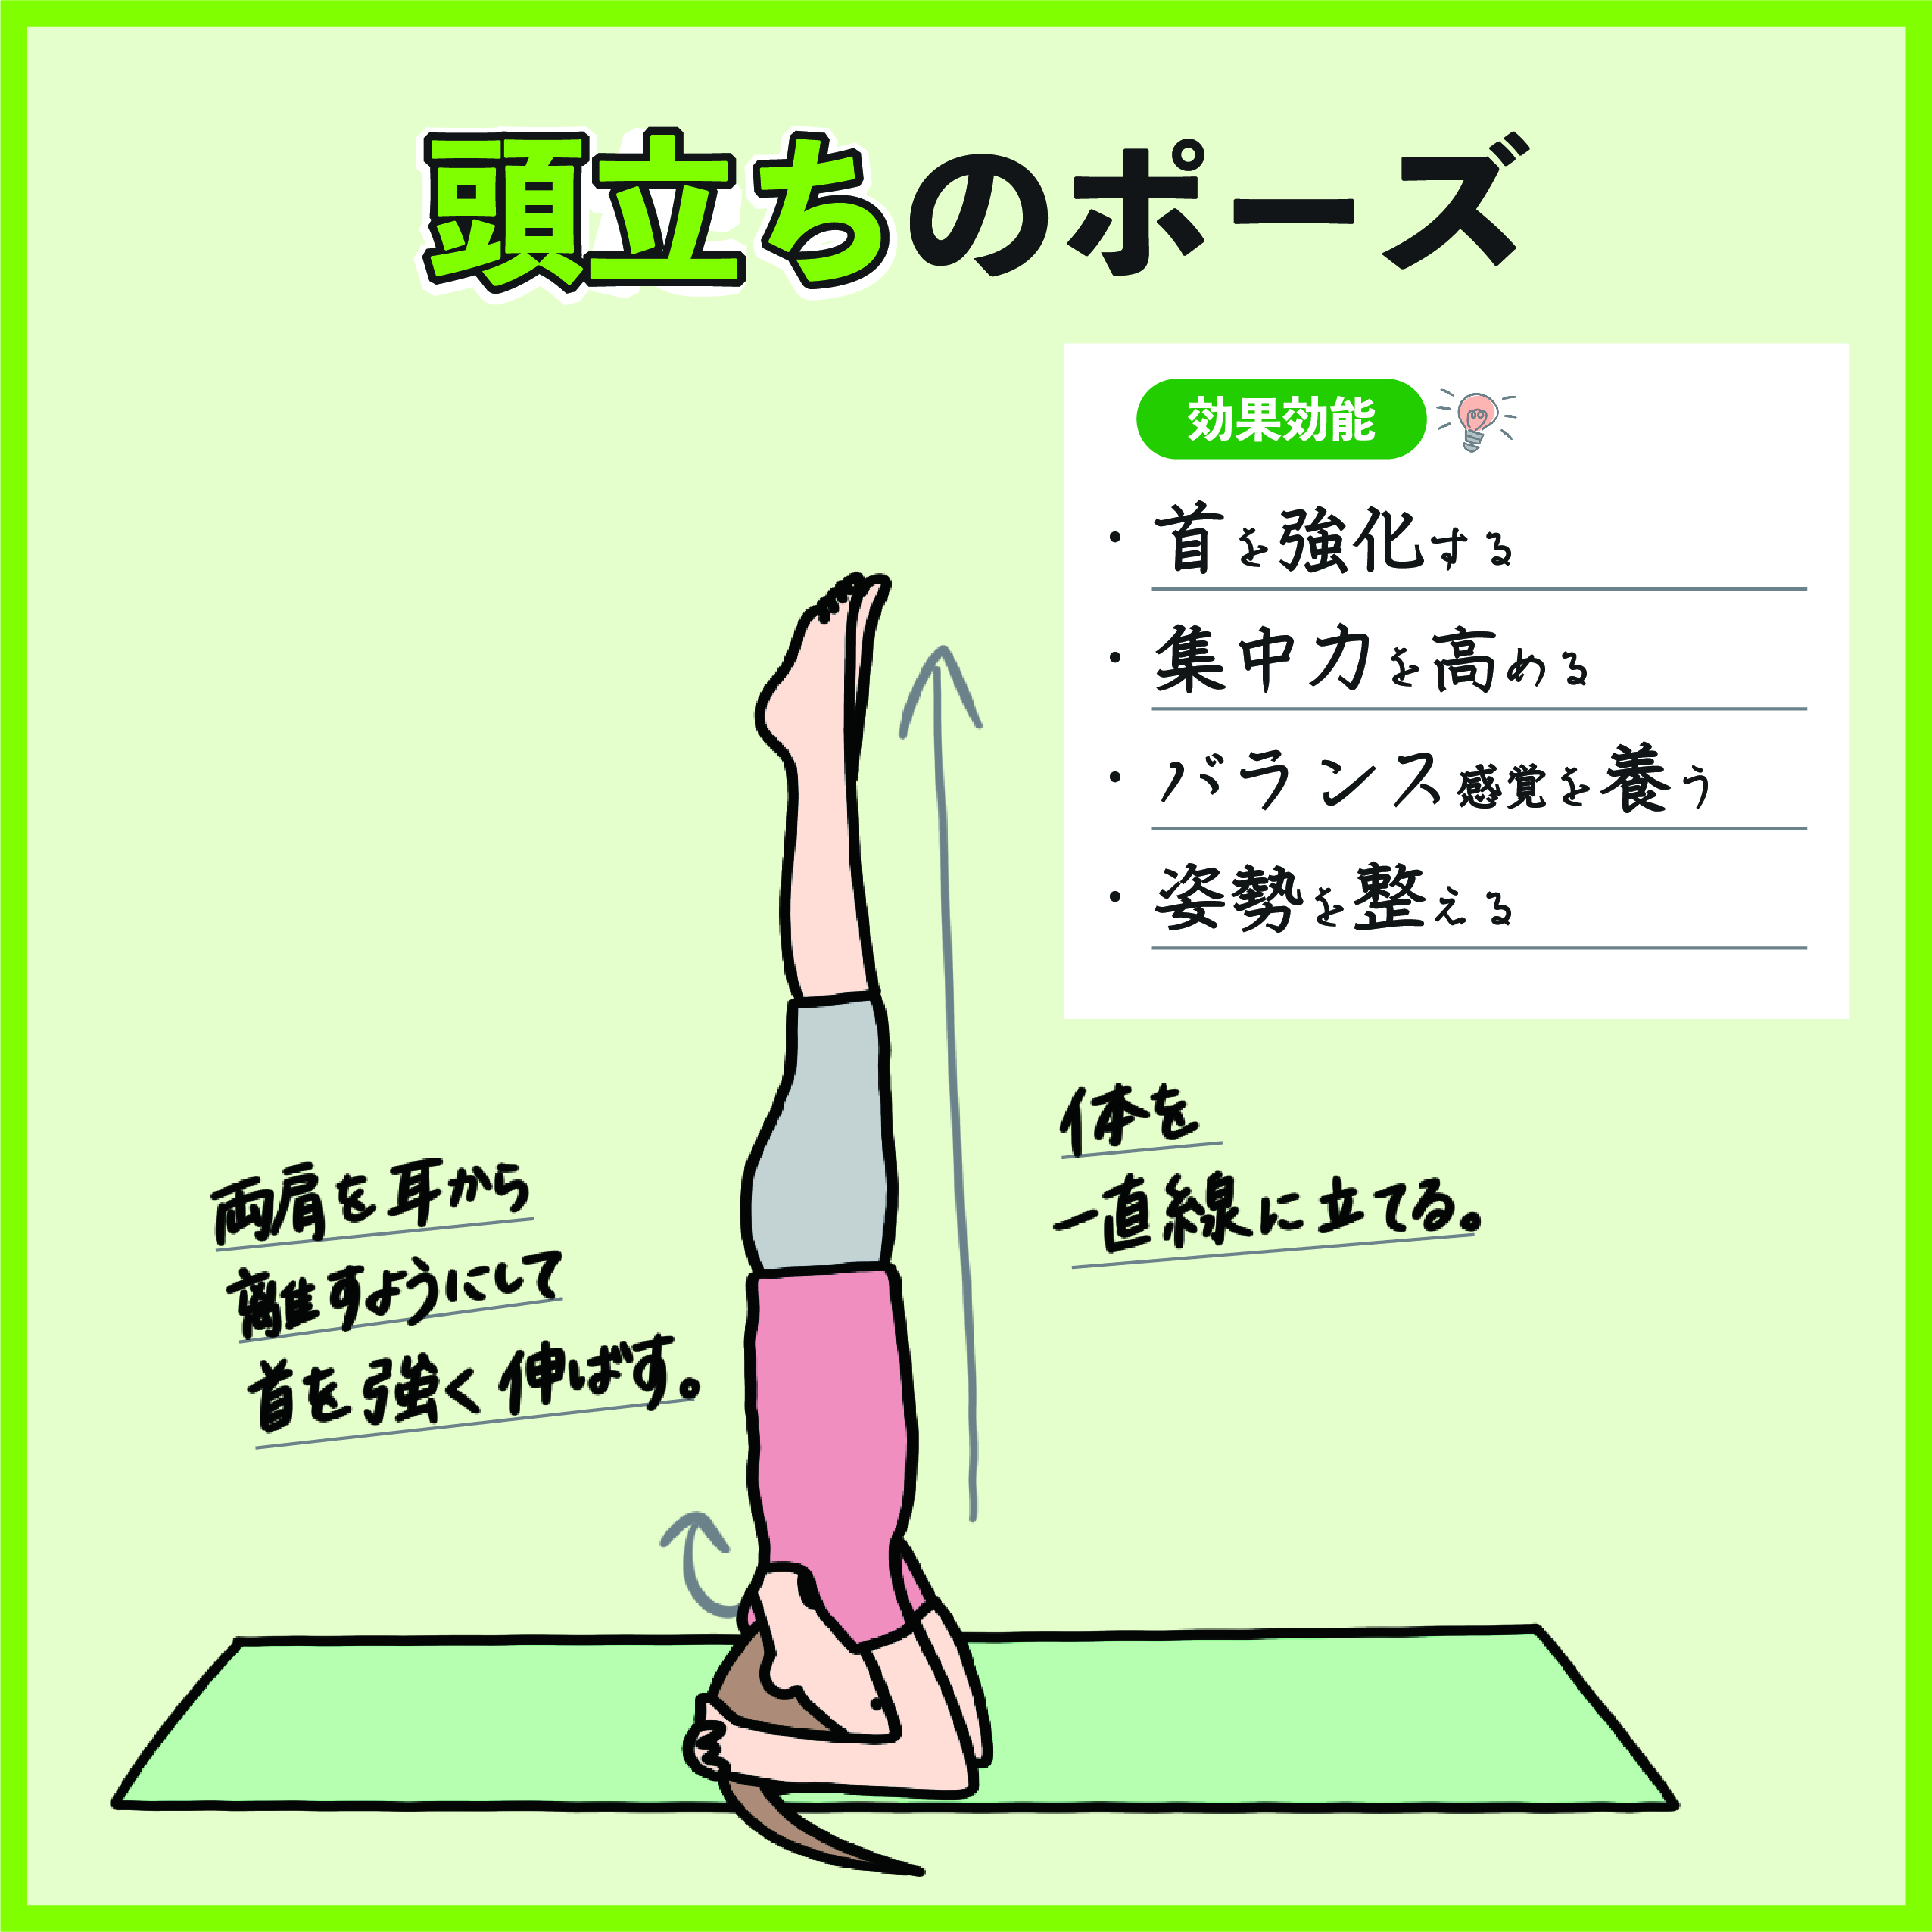 頭立ちのポーズ
効果効能
・首を強化する
・集中力を高める
・バランス感覚を養う
・姿勢を整える
体を
一直線に立てる。
両肩を耳から
離すようにして
首を強く伸ばす。